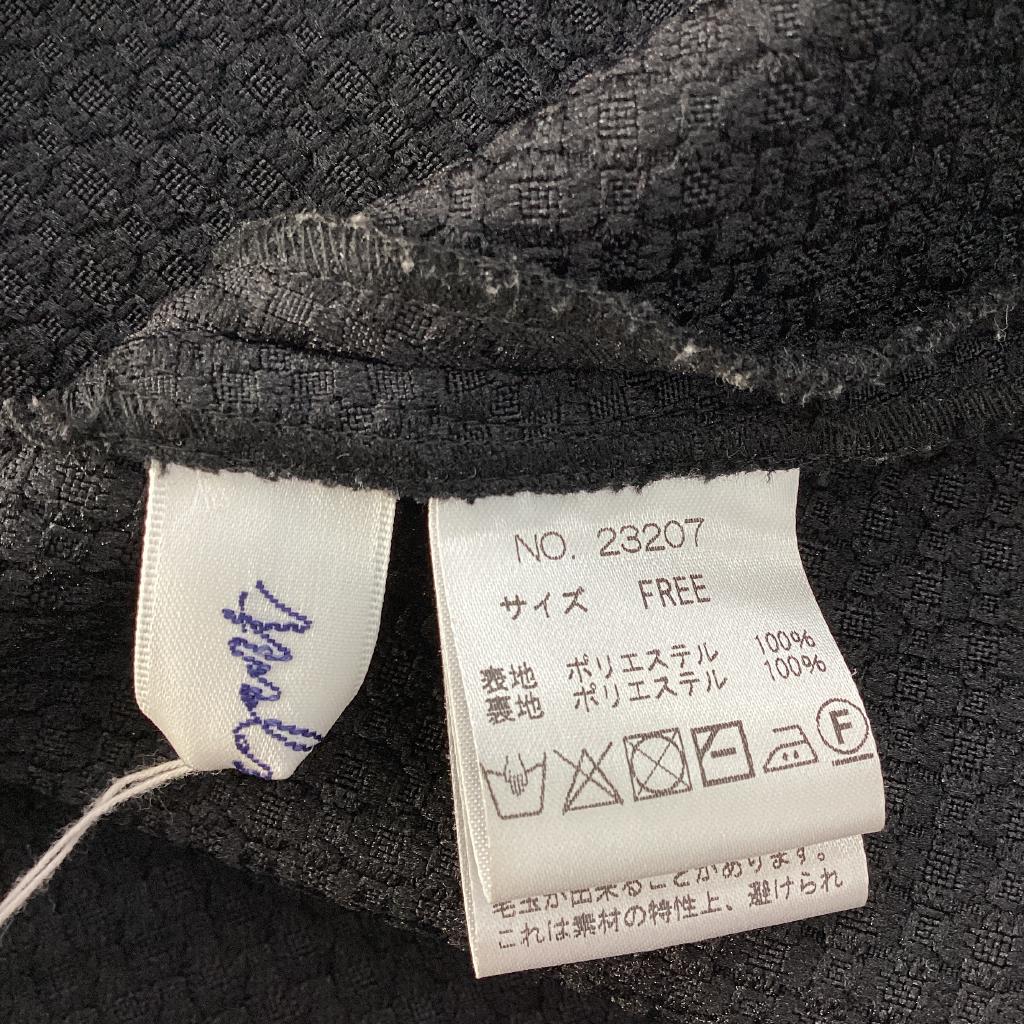 NO. 23207
サイズ FREE
表地 ポリエステル 100%
裏地 ポリエステル 100%
F
毛玉が出来ることがあります。
これは素材の特性上、避けられ